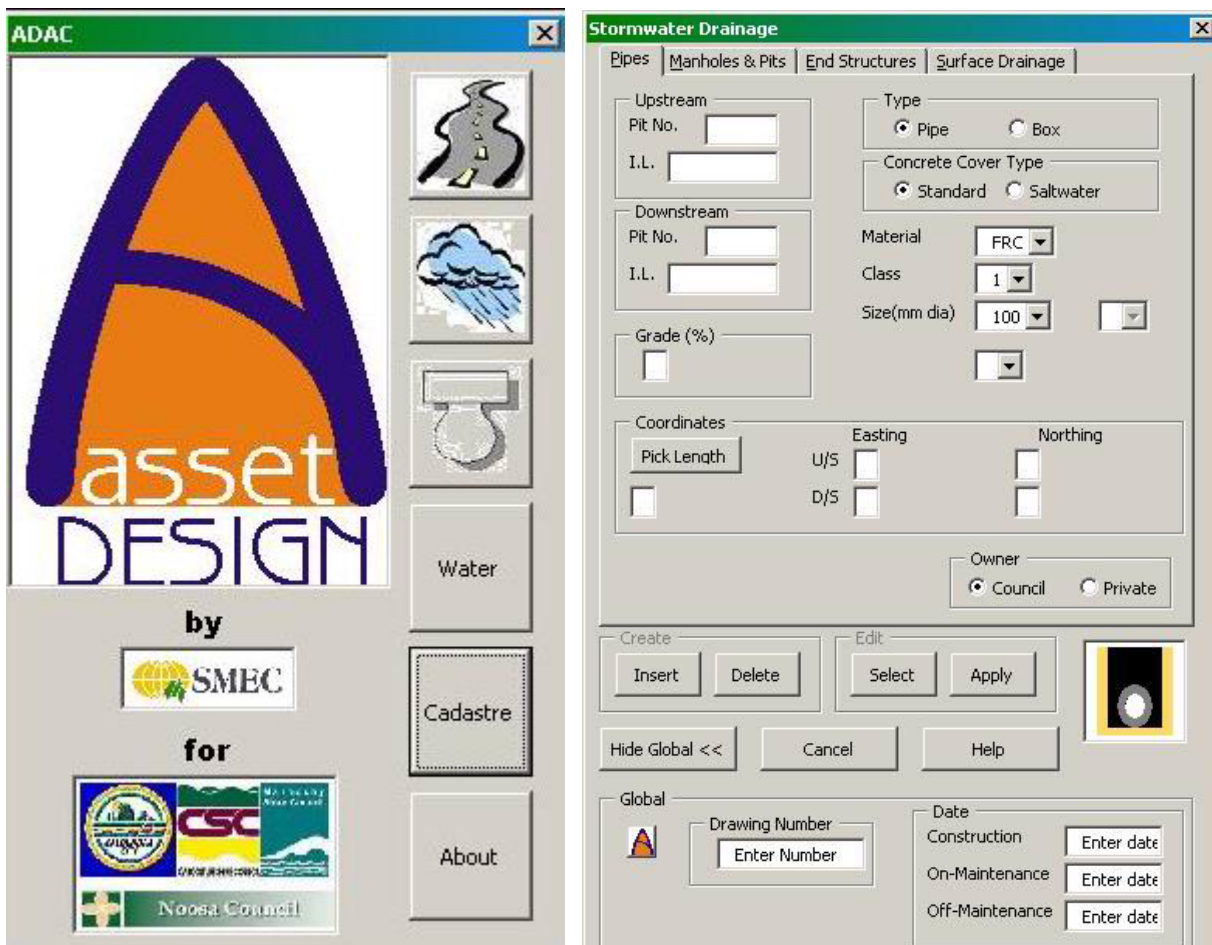 ADAC
asset
DESIGN
by
SMEC
for
CSC
Noosa Council
Water
Cadastre
About
Stormwater Drainage
Pipes
Manholes & Pits
End Structures
Surface Drainage
Upstream
Pit No.
I.L.
Downstream
Pit No.
I.L.
Grade (%)
Type
Pipe
Box
Concrete Cover Type
Standard
Saltwater
Material
FRC
Class
1
Size(mm dia)
100
Coordinates
Pick Length
Easting
Northing
U/S
D/S
Owner
Council
Private
Create
Insert
Delete
Edit
Select
Apply
Hide Global <<
Cancel
Help
Global
Drawing Number
Enter Number
Date
Construction
Enter date
On-Maintenance
Enter date
Off-Maintenance
Enter date